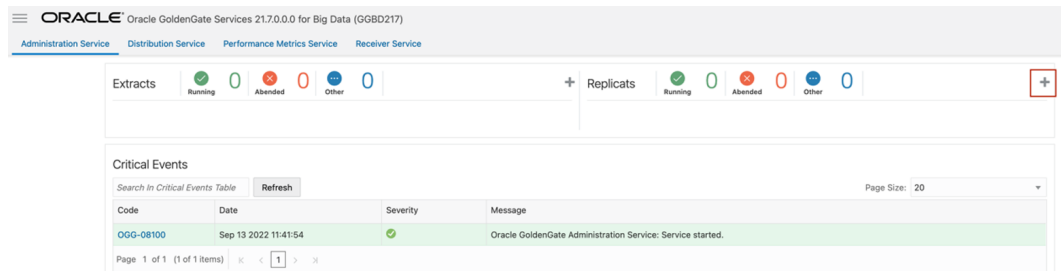 ORACLE Oracle GoldenGate Services 21.7.0.0.0 for Big Data (GGBD217)
Administration Service Distribution Service Performance Metrics Service Receiver Service
Extracts Running 0 Abended 0 Other 0 + Replicats Running 0 Abended 0 Other 0 +
Critical Events
Search In Critical Events Table Refresh Page Size: 20
Code Date Severity Message
OGG-08100 Sep 13 2022 11:41:54 Oracle GoldenGate Administration Service: Service started.
Page 1 of 1 (1 of 1 items) K < 1 > X